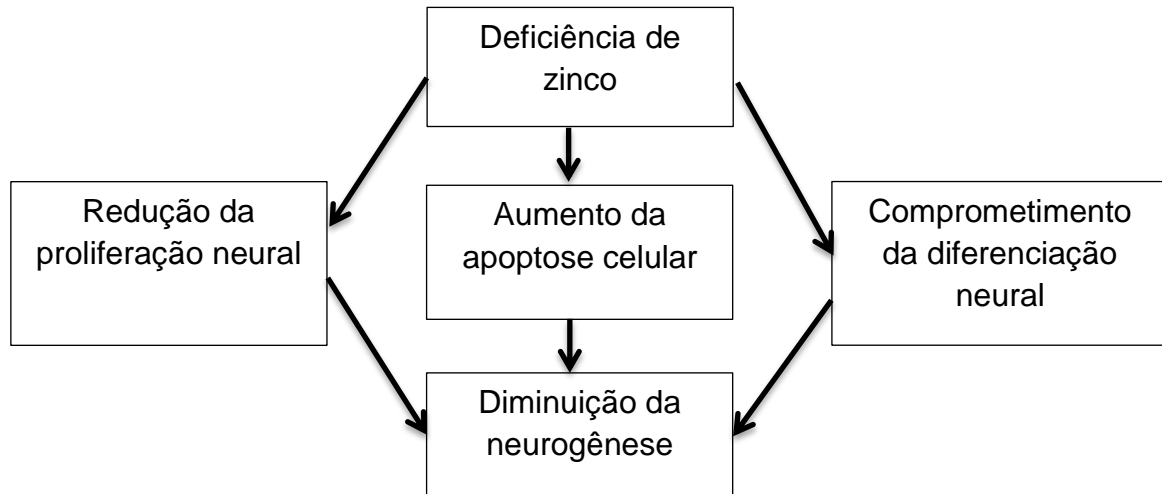 Deficiência de
zinco
Redução da
proliferação neural
Aumento da
apoptose celular
Comprometimento
da diferenciação
neural
Diminuição da
neurogênese